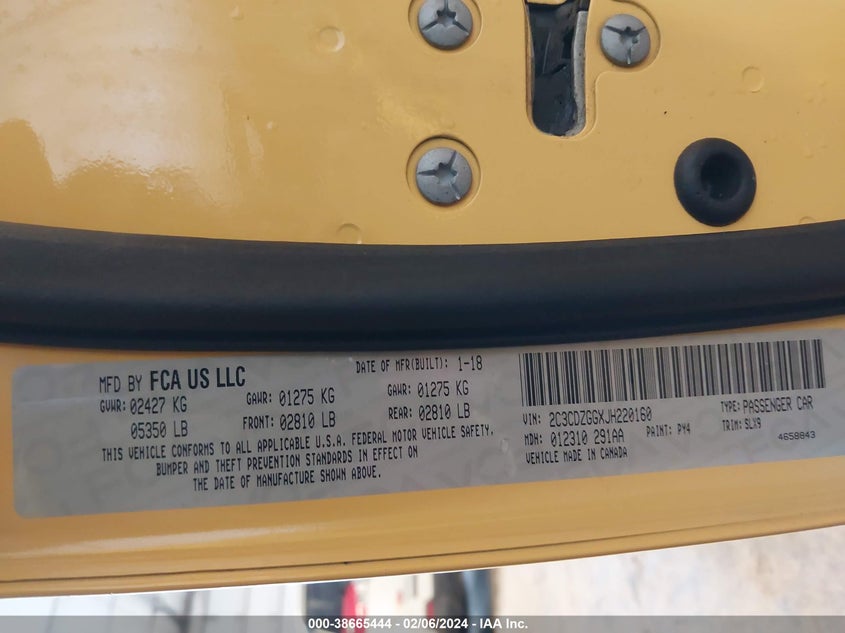 MFD BY FCA US LLC
DATE OF MFR(BUILT): 1-18
GVWR: 02427 KG
GAWR: 01275 KG
GAWR: 01275 KG
05350 LB
FRONT: 02810 LB
REAR: 02810 LB
THIS VEHICLE CONFORMS TO ALL APPLICABLE U.S.A. FEDERAL MOTOR VEHICLE SAFETY,
BUMPER AND THEFT PREVENTION STANDARDS IN EFFECT ON
THE DATE OF MANUFACTURE SHOWN ABOVE.
VIN: 2C3CDZGGXJH220160
TYPE: PASSENGER CAR
MDH: 012310 291AA
PAINT: PY4
TRIM: SLX9
VEHICLE MADE IN CANADA
4658843
000-38665444 - 02/06/2024 - IAA Inc.